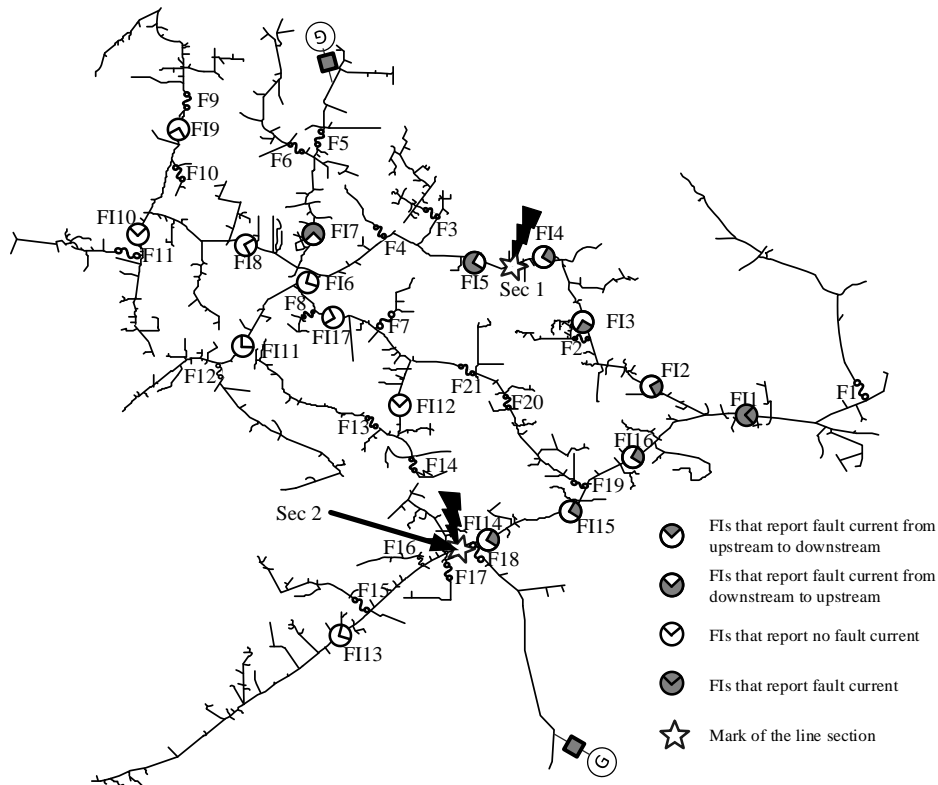 G
F9
FI9
F5
F6
F10
FI10
FI7
F3
F4
FI4
F11
FI8
FI5
Sec 1
FI6
F8
FI3
FI17
F7
F2
FI11
FI2
F12
F21
F1
FI1
F20
FI12
F13
FI16
F14
F19
Sec 2
FI14
FI15
F16
F18
F17
F15
FI13
G
FIs that report fault current from
upstream to downstream
FIs that report fault current from
downstream to upstream
FIs that report no fault current
FIs that report fault current
Mark of the line section